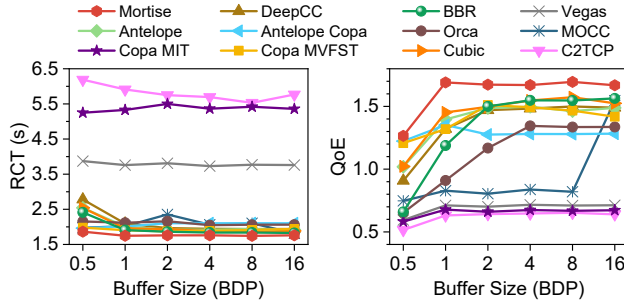 Mortise DeepCC BBR Vegas
Antelope Antelope Copa Orca MOCC
Copa MIT Copa MVFST Cubic C2TCP
6.5
5.5
4.5
3.5
2.5
1.5
RCT (s)
0.5 1 2 4 8 16
Buffer Size (BDP)
1.5
1.0
0.5
QoE
0.5 1 2 4 8 16
Buffer Size (BDP)